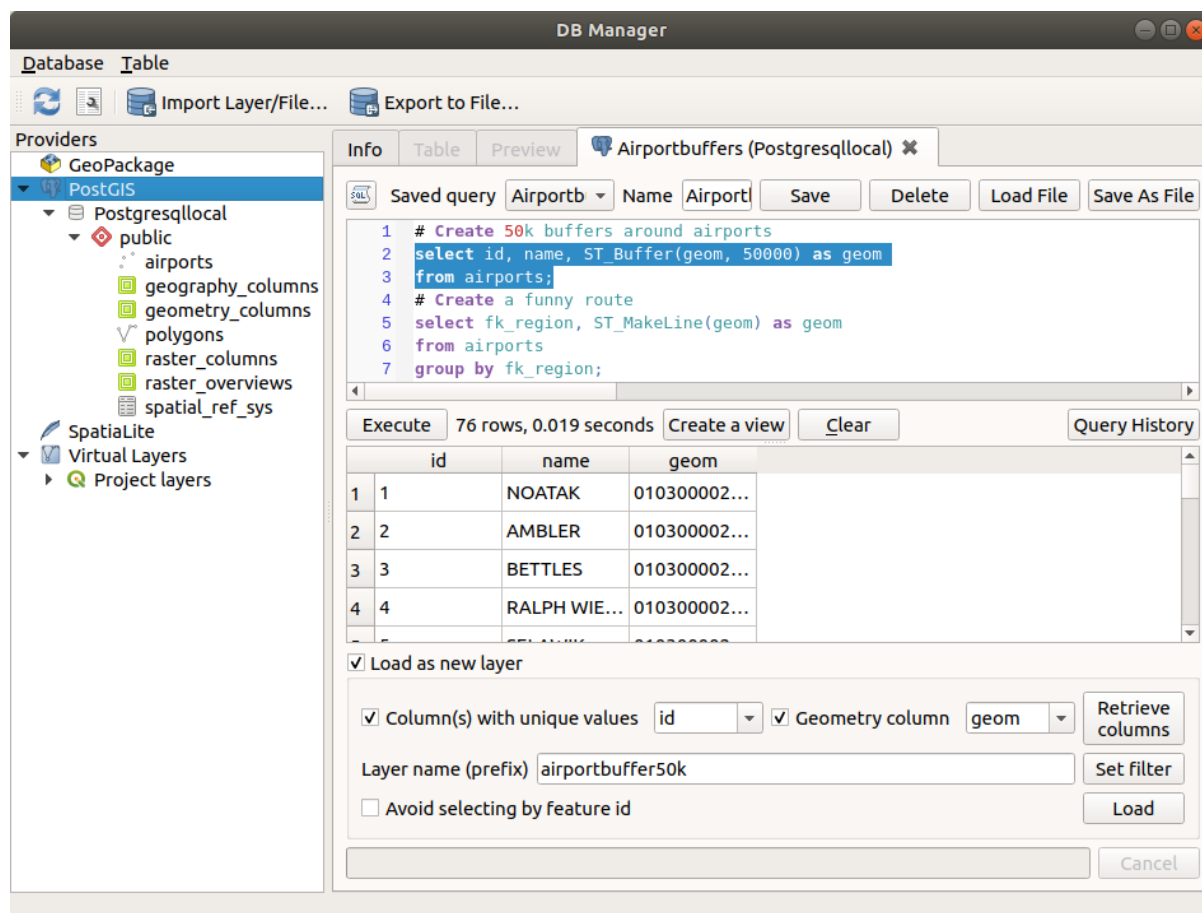 DB Manager
Database Table
Import Layer/File... Export to File...
Providers
GeoPackage
PostGIS
Postgresqllocal
public
airports
geography_columns
geometry_columns
polygons
raster_columns
raster_overviews
spatial_ref_sys
SpatiaLite
Virtual Layers
Project layers
Info Table Preview Airportbuffers (Postgresqllocal)
SQL Saved query Airportb Name Airportl Save Delete Load File Save As File
1 # Create 50k buffers around airports
2 select id, name, ST_Buffer(geom, 50000) as geom
3 from airports;
4 # Create a funny route
5 select fk_region, ST_MakeLine(geom) as geom
6 from airports
7 group by fk_region;
Execute 76 rows, 0.019 seconds Create a view Clear Query History
id name geom
1 1 NOATAK 010300002...
2 2 AMBLER 010300002...
3 3 BETTLES 010300002...
4 4 RALPH WIE... 010300002...
Load as new layer
Column(s) with unique values id Geometry column geom Retrieve columns
Layer name (prefix) airportbuffer50k Set filter
Avoid selecting by feature id Load
Cancel